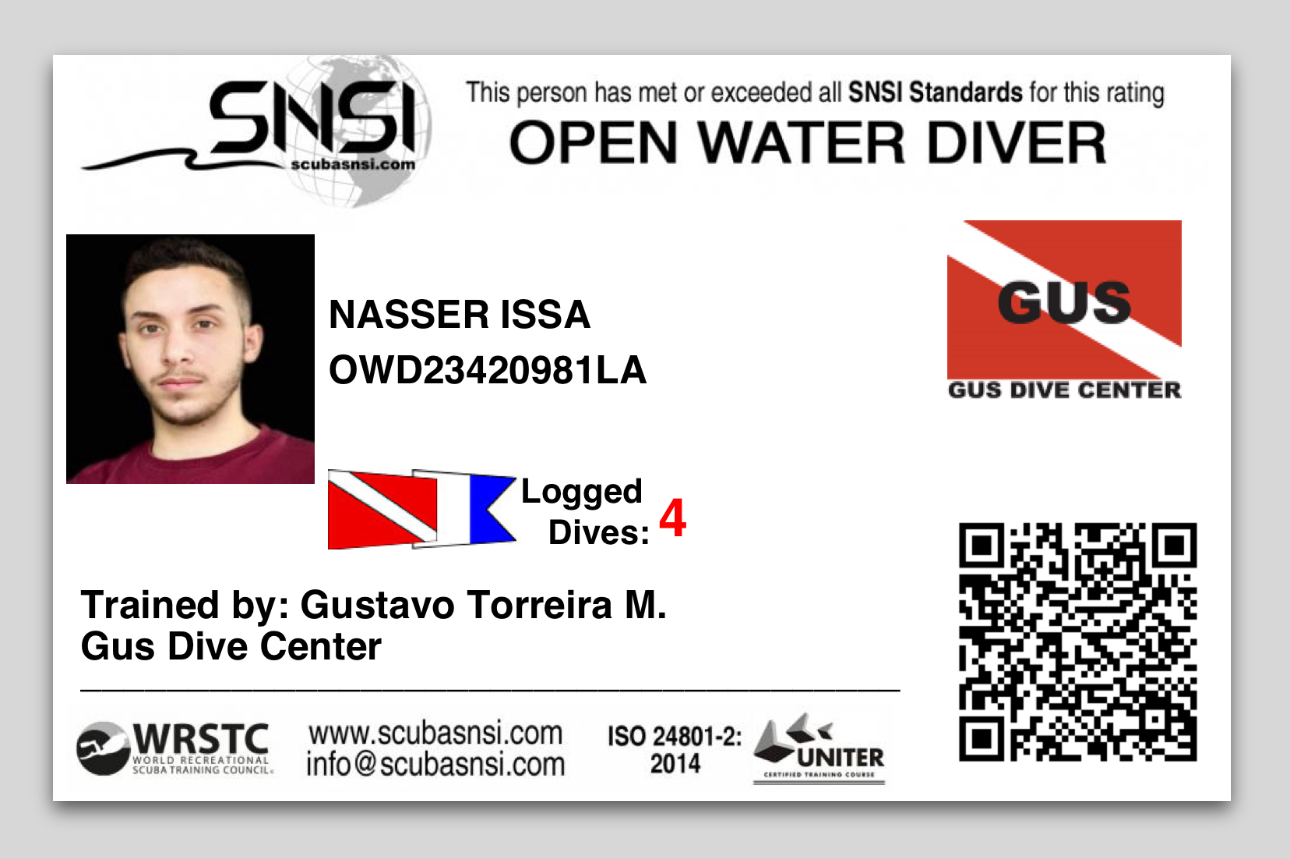 SNSI
scubasnsi.com
This person has met or exceeded all SNSI Standards for this rating
OPEN WATER DIVER
NASSER ISSA
OWD23420981LA
GUS
GUS DIVE CENTER
Logged
Dives: 4
Trained by: Gustavo Torreira M.
Gus Dive Center
WRSTC
WORLD RECREATIONAL
SCUBA TRAINING COUNCIL
www.scubasnsi.com
info@scubasnsi.com
ISO 24801-2:
2014
UNITER
CERTIFIED TRAINING COURSE